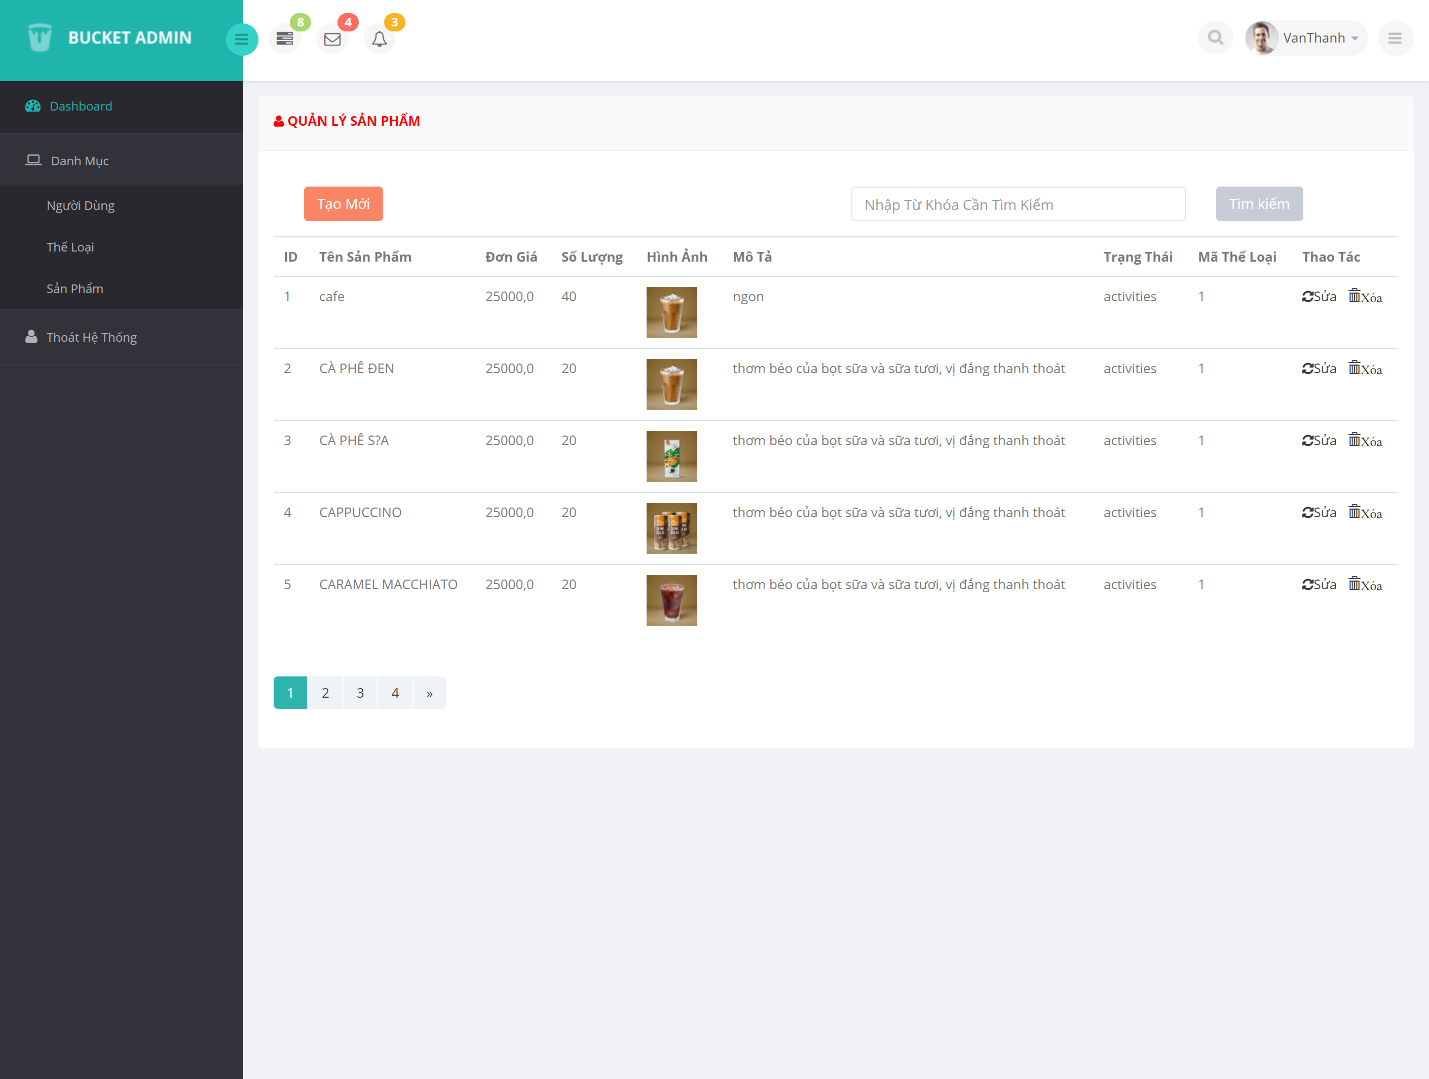 BUCKET ADMIN
8
4
3
VanThanh
Dashboard
Danh Mục
Người Dùng
Thể Loại
Sản Phẩm
Thoát Hệ Thống
QUẢN LÝ SẢN PHẨM
Tạo Mới
Nhập Từ Khóa Cần Tìm Kiếm
Tìm kiếm
ID Tên Sản Phẩm Đơn Giá Số Lượng Hình Ảnh Mô Tả Trạng Thái Mã Thể Loại Thao Tác
1 cafe 25000,0 40 ngon activities 1 Sửa Xóa
2 CÀ PHÊ ĐEN 25000,0 20 thơm béo của bọt sữa và sữa tươi, vị đắng thanh thoát activities 1 Sửa Xóa
3 CÀ PHÊ S?A 25000,0 20 thơm béo của bọt sữa và sữa tươi, vị đắng thanh thoát activities 1 Sửa Xóa
4 CAPPUCCINO 25000,0 20 thơm béo của bọt sữa và sữa tươi, vị đắng thanh thoát activities 1 Sửa Xóa
5 CARAMEL MACCHIATO 25000,0 20 thơm béo của bọt sữa và sữa tươi, vị đắng thanh thoát activities 1 Sửa Xóa
1 2 3 4 »